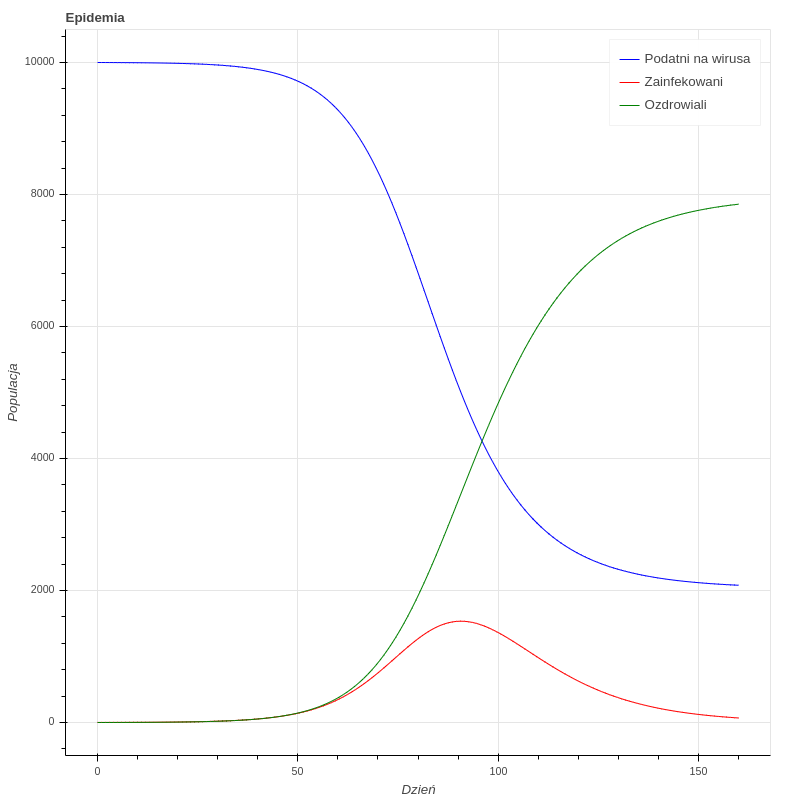 Epidemia
Podatni na wirusa
Zainfekowani
Ozdrowiali
10000
8000
6000
4000
2000
0
Populacja
0 50 100 150
Dzień